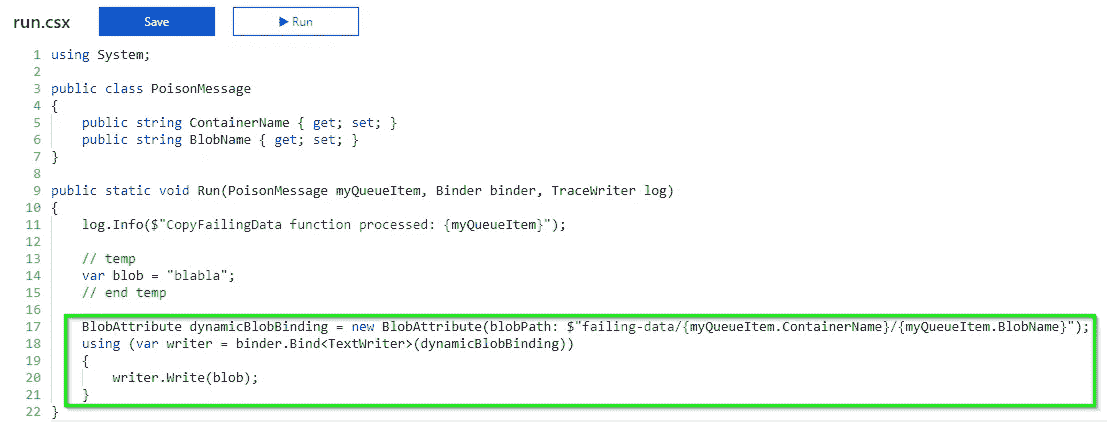 run.csx Save Run
1 using System;
2
3 public class PoisonMessage
4 {
5 public string ContainerName { get; set; }
6 public string BlobName { get; set; }
7 }
8
9 public static void Run(PoisonMessage myQueueItem, Binder binder, TraceWriter log)
10 {
11 log.Info($"CopyFailingData function processed: {myQueueItem}");
12
13 // temp
14 var blob = "blabla";
15 // end temp
16
17 BlobAttribute dynamicBlobBinding = new BlobAttribute(blobPath: $"failing-data/{myQueueItem.ContainerName}/{myQueueItem.BlobName}");
18 using (var writer = binder.Bind<TextWriter>(dynamicBlobBinding))
19 {
20 writer.Write(blob);
21 }
22 }